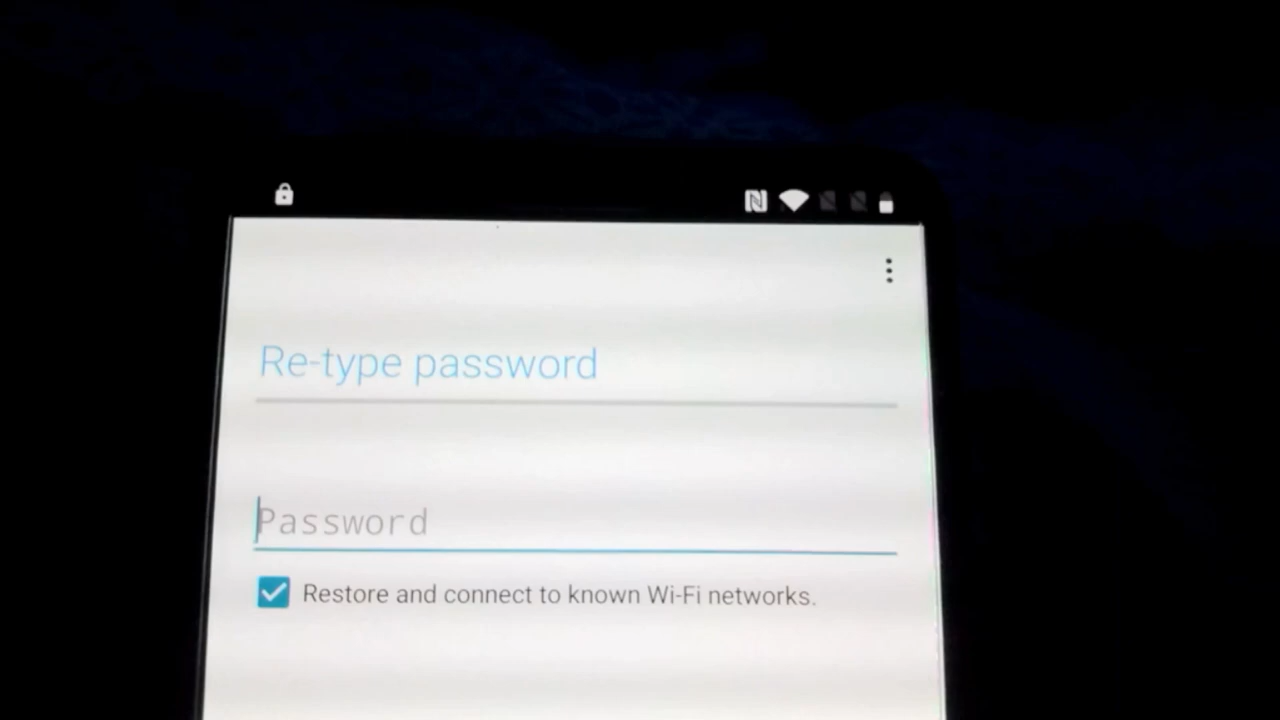 Re-type password
Password
Restore and connect to known Wi-Fi networks.